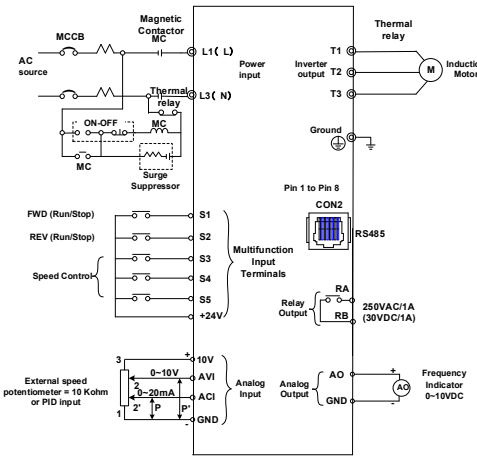 Magnetic
Contactor
MCCB
MC
AC
source
L1( L)
L3( N)
Power
input
Thermal
relay
ON-OFF
MC
MC
Surge
Suppressor
Inverter
output
T1
T2
T3
Thermal
relay
M
Induction
Motor
Ground
Pin 1 to Pin 8
CON2
RS485
FWD (Run/Stop)
REV (Run/Stop)
Speed Control
S1
S2
S3
S4
S5
+24V
Multifunction
Input
Terminals
RA
RB
Relay
Output
250VAC/1A
(30VDC/1A)
External speed
potentiometer = 10 Kohm
or PID input
3
2
2'
1
0~10V
0~20mA
P
P'
+
-
10V
AVI
ACI
GND
Analog
Input
Analog
Output
AO
GND
+
-
AO
Frequency
Indicator
0~10VDC